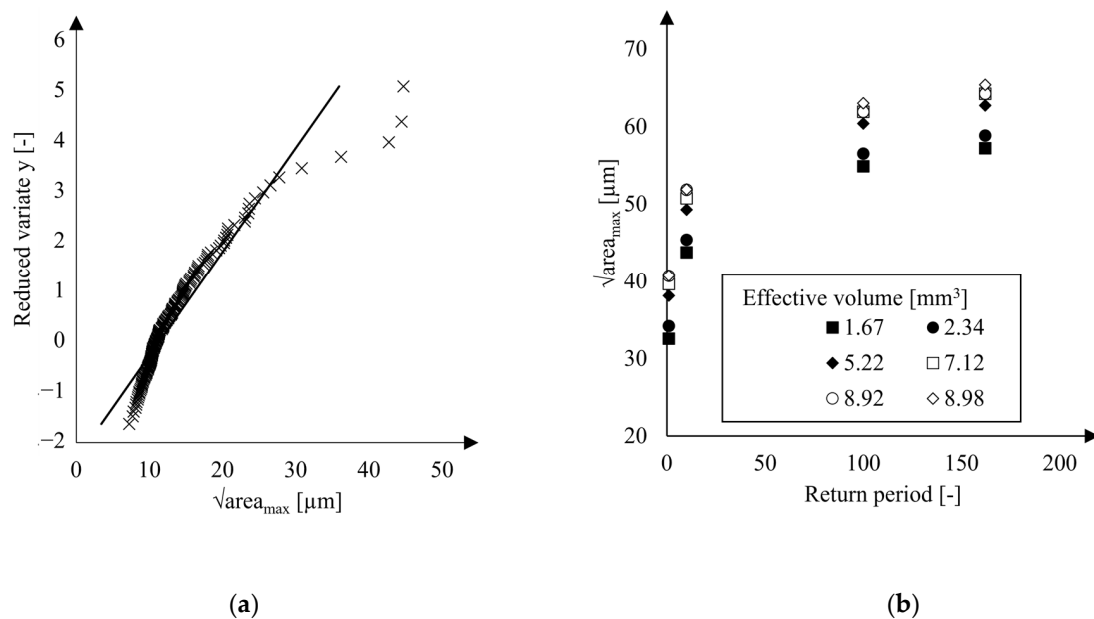 6
5
4
3
2
1
0
−1
−2
0 10 20 30 40 50
Reduced variate y [-]
√area_max [µm]
(a)
70
60
50
40
30
20
0 50 100 150 200
√area_max [µm]
Return period [-]
Effective volume [mm³]
1.67 2.34
5.22 7.12
8.92 8.98
(b)